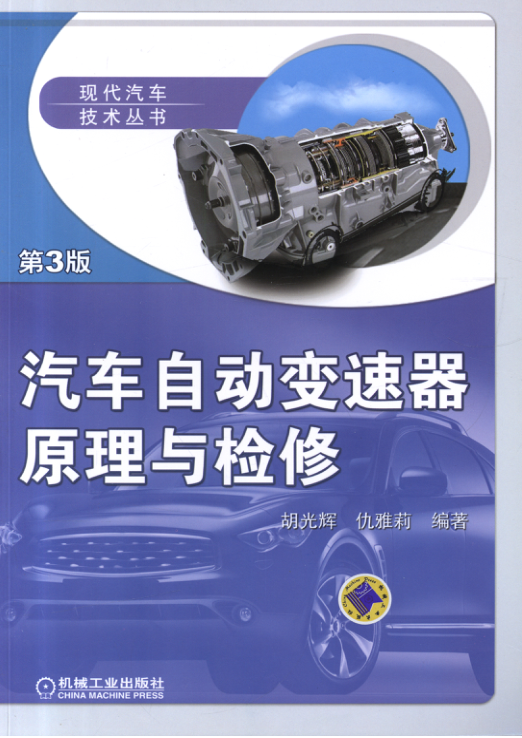 现代汽车
技术丛书
第3版
汽车自动变速器
原理与检修
胡光辉 仇雅莉 编著
机械工业出版社
CHINA MACHINE PRESS